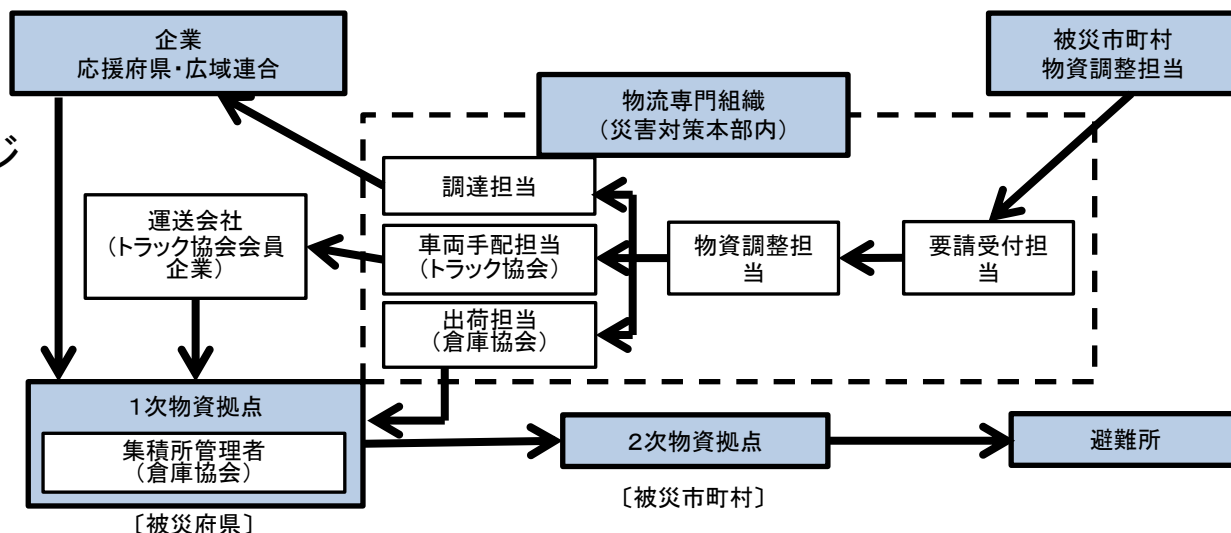 企業
応援府県・広域連合
被災市町村
物資調整担当
物流専門組織
（災害対策本部内）
ジ
調達担当
運送会社
（トラック協会会員
企業）
車両手配担当
（トラック協会）
物資調整担
当
要請受付担
当
出荷担当
（倉庫協会）
１次物資拠点
集積所管理者
（倉庫協会）
２次物資拠点
避難所
〔被災市町村〕
〔被災府県〕